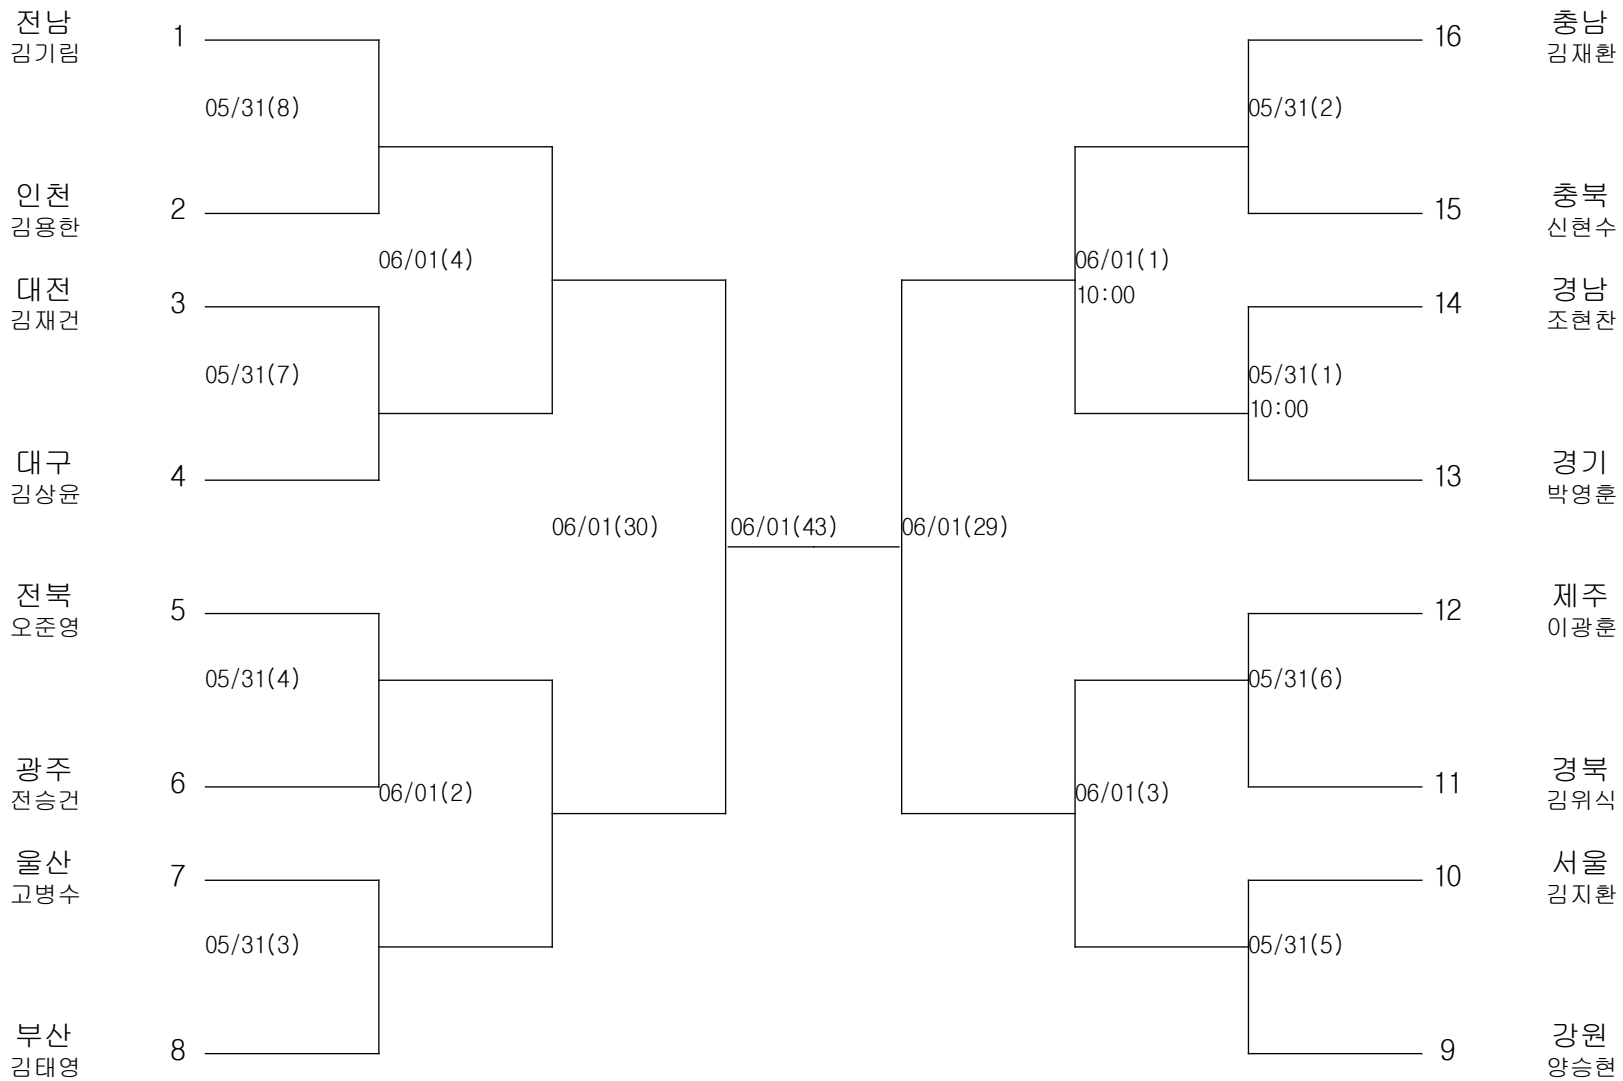 전남
김기림
1
05/31(8)
인천
김용한
2
06/01(4)
대전
김재건
3
05/31(7)
대구
김상윤
4
06/01(30)
전북
오준영
5
05/31(4)
광주
전승건
6
06/01(2)
울산
고병수
7
05/31(3)
부산
김태영
8
06/01(43)
16
충남
김재환
05/31(2)
15
충북
신현수
06/01(1)
10:00
14
경남
조현찬
05/31(1)
10:00
13
경기
박영훈
06/01(29)
12
제주
이광훈
05/31(6)
11
경북
김위식
06/01(3)
10
서울
김지환
05/31(5)
9
강원
양승현